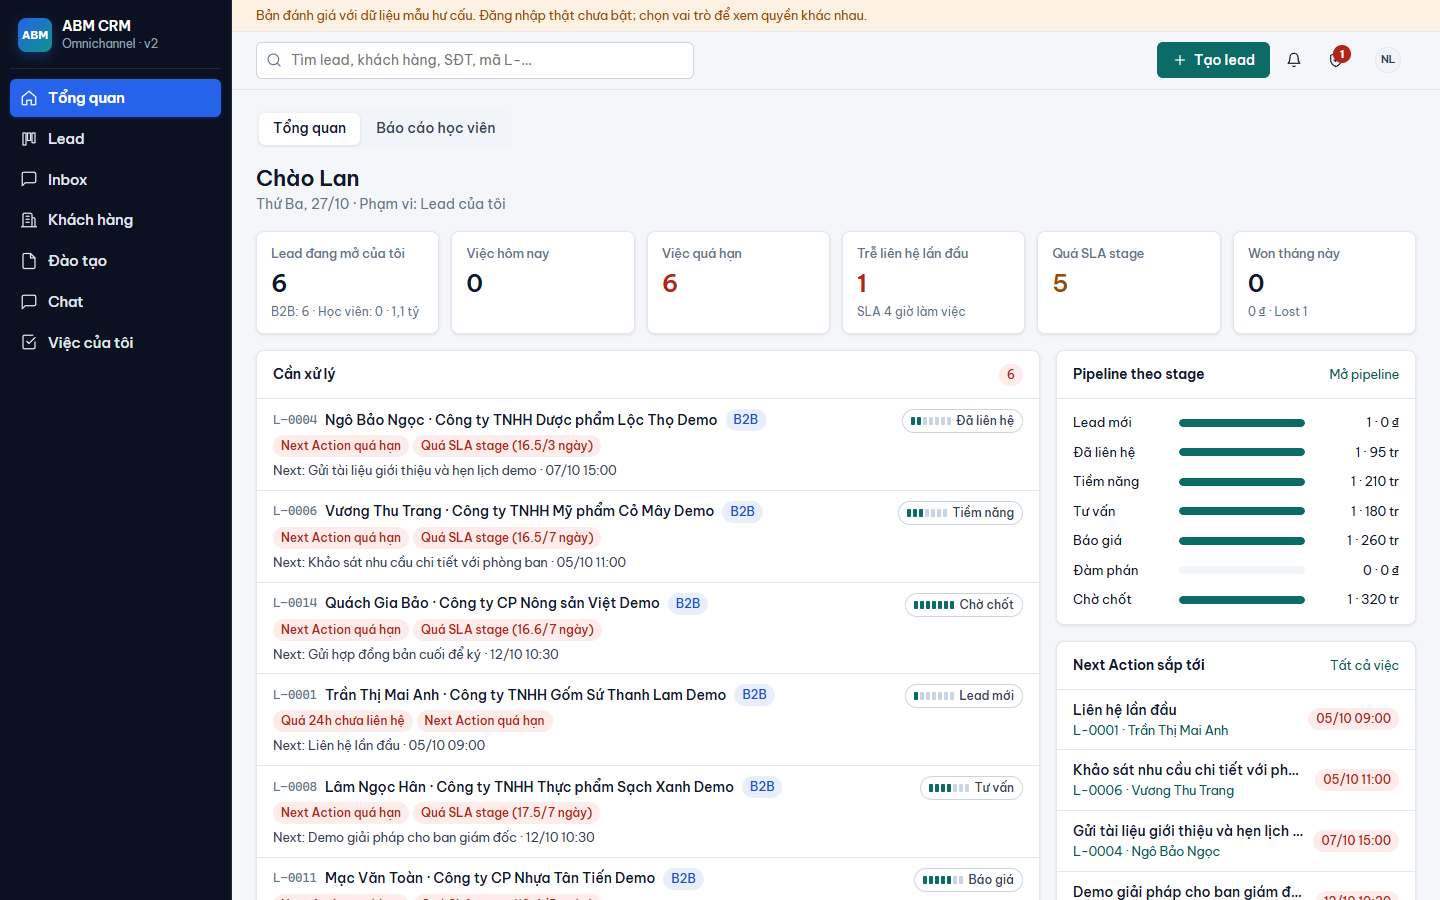 ABM
ABM CRM
Omnichannel · v2
Tổng quan
Lead
Inbox
Khách hàng
Đào tạo
Chat
Việc của tôi
Bản đánh giá với dữ liệu mẫu hư cấu. Đăng nhập thật chưa bật; chọn vai trò để xem quyền khác nhau.
Tìm lead, khách hàng, SĐT, mã L-...
Tạo lead
1
NL
Tổng quan
Báo cáo học viên
Chào Lan
Thứ Ba, 27/10 · Phạm vi: Lead của tôi
Lead đang mở của tôi
6
B2B: 6 · Học viên: 0 · 1,1 tỷ
Việc hôm nay
0
Việc quá hạn
6
Trễ liên hệ lần đầu
1
SLA 4 giờ làm việc
Quá SLA stage
5
Won tháng này
0
0 ₫ · Lost 1
Cần xử lý
6
L-0004 Ngô Bảo Ngọc · Công ty TNHH Dược phẩm Lộc Thọ Demo B2B
Đã liên hệ
Next Action quá hạn Quá SLA stage (16.5/3 ngày)
Next: Gửi tài liệu giới thiệu và hẹn lịch demo · 07/10 15:00
L-0006 Vương Thu Trang · Công ty TNHH Mỹ phẩm Cỏ Mây Demo B2B
Tiềm năng
Next Action quá hạn Quá SLA stage (16.5/7 ngày)
Next: Khảo sát nhu cầu chi tiết với phòng ban · 05/10 11:00
L-0014 Quách Gia Bảo · Công ty CP Nông sản Việt Demo B2B
Chờ chốt
Next Action quá hạn Quá SLA stage (16.6/7 ngày)
Next: Gửi hợp đồng bản cuối để ký · 12/10 10:30
L-0001 Trần Thị Mai Anh · Công ty TNHH Gốm Sứ Thanh Lam Demo B2B
Lead mới
Quá 24h chưa liên hệ Next Action quá hạn
Next: Liên hệ lần đầu · 05/10 09:00
L-0008 Lâm Ngọc Hân · Công ty TNHH Thực phẩm Sạch Xanh Demo B2B
Tư vấn
Next Action quá hạn Quá SLA stage (17.5/7 ngày)
Next: Demo giải pháp cho ban giám đốc · 12/10 10:30
L-0011 Mạc Văn Toàn · Công ty CP Nhựa Tân Tiến Demo B2B
Báo giá
Pipeline theo stage
Mở pipeline
Lead mới 1 · 0 ₫
Đã liên hệ 1 · 95 tr
Tiềm năng 1 · 210 tr
Tư vấn 1 · 180 tr
Báo giá 1 · 260 tr
Đàm phán 0 · 0 ₫
Chờ chốt 1 · 320 tr
Next Action sắp tới
Tất cả việc
Liên hệ lần đầu
L-0001 · Trần Thị Mai Anh
05/10 09:00
Khảo sát nhu cầu chi tiết với ph...
L-0006 · Vương Thu Trang
05/10 11:00
Gửi tài liệu giới thiệu và hẹn lịch ...
L-0004 · Ngô Bảo Ngọc
07/10 15:00
Demo giải pháp cho ban giám đ...